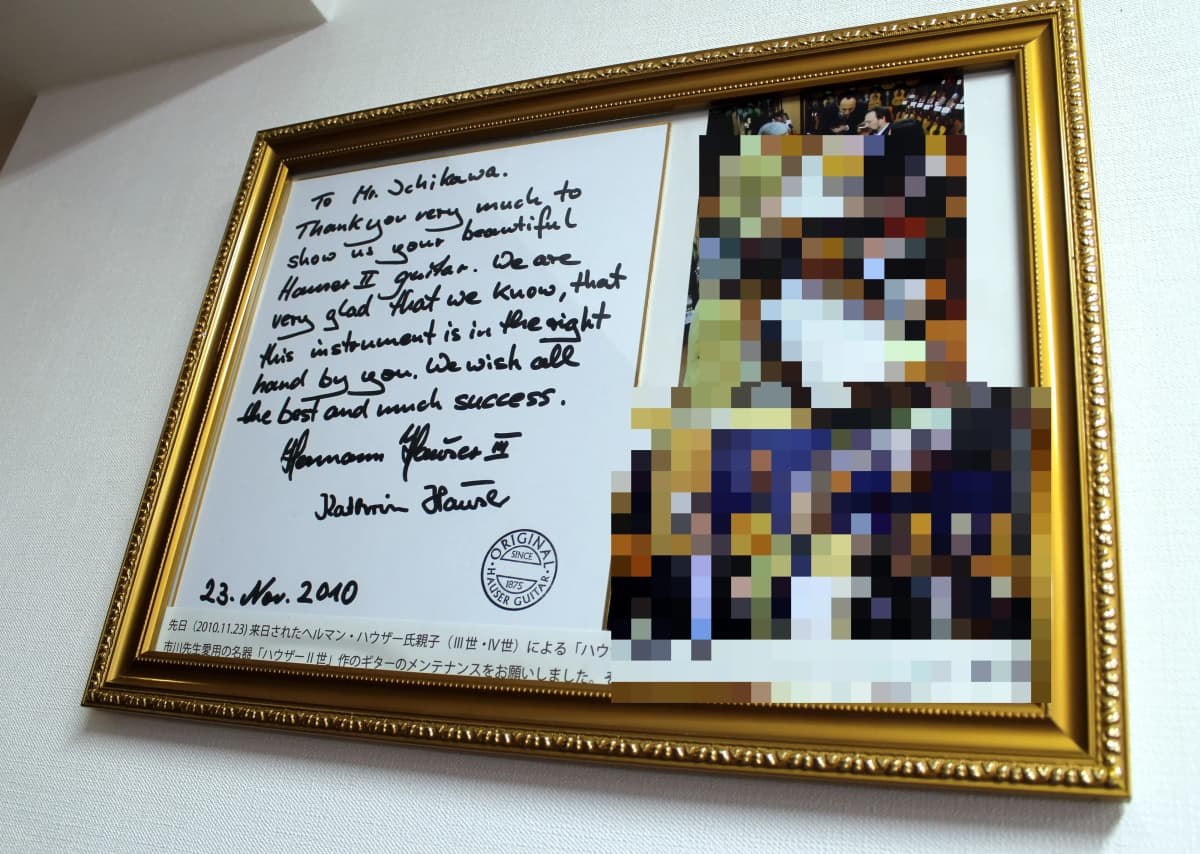 To Mr. Ichikawa.
Thank you very much to
show us your beautiful
Hauser II guitar. We are
very glad that we know, that
this instrument is in the right
hand by you. We wish all
the best and much success.
Hermann Hauser III
Kathrin Hauser
ORIGINAL
SINCE
1875
HAUSER GUITAR
23. Nov. 2010
先日(2010.11.23)来日されたヘルマン・ハウザー氏親子(Ⅲ世・Ⅳ世)による「ハウ
市川先生愛用の名器「ハウザーⅡ世」作のギターのメンテナンスをお願いしました。そ